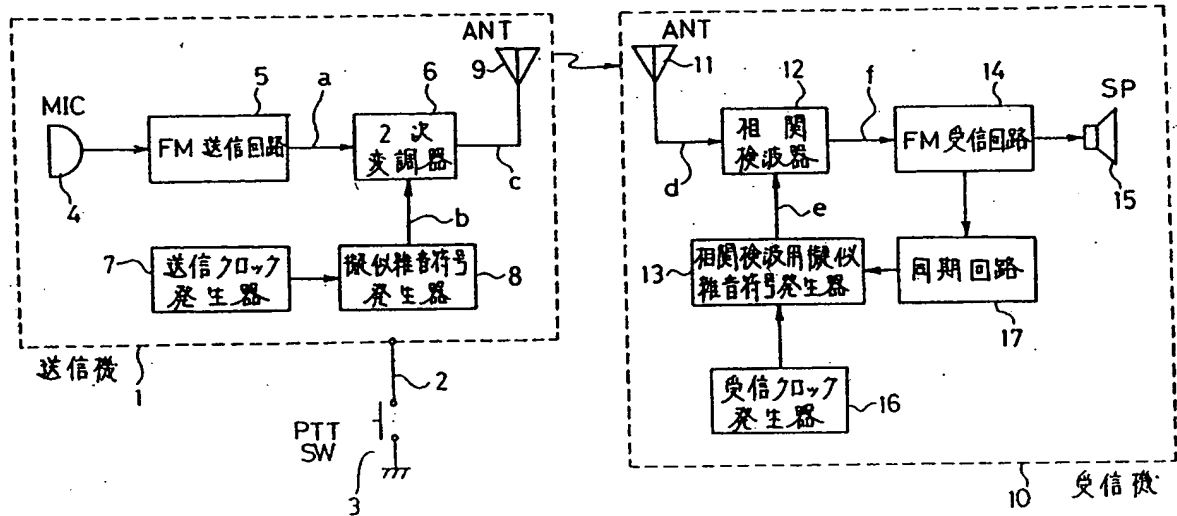 ANT
9
MIC
4
5
FM送信回路
a
6
2次
変調器
c
b
7
送信クロック
発生器
擬似雑音符号
発生器
8
送信機
1
2
PTT
SW
3
ANT
11
d
12
相関
検波器
f
14
FM受信回路
SP
15
e
13
相関検波用擬似
雑音符号発生器
同期回路
17
受信クロック
発生器
16
10
受信機